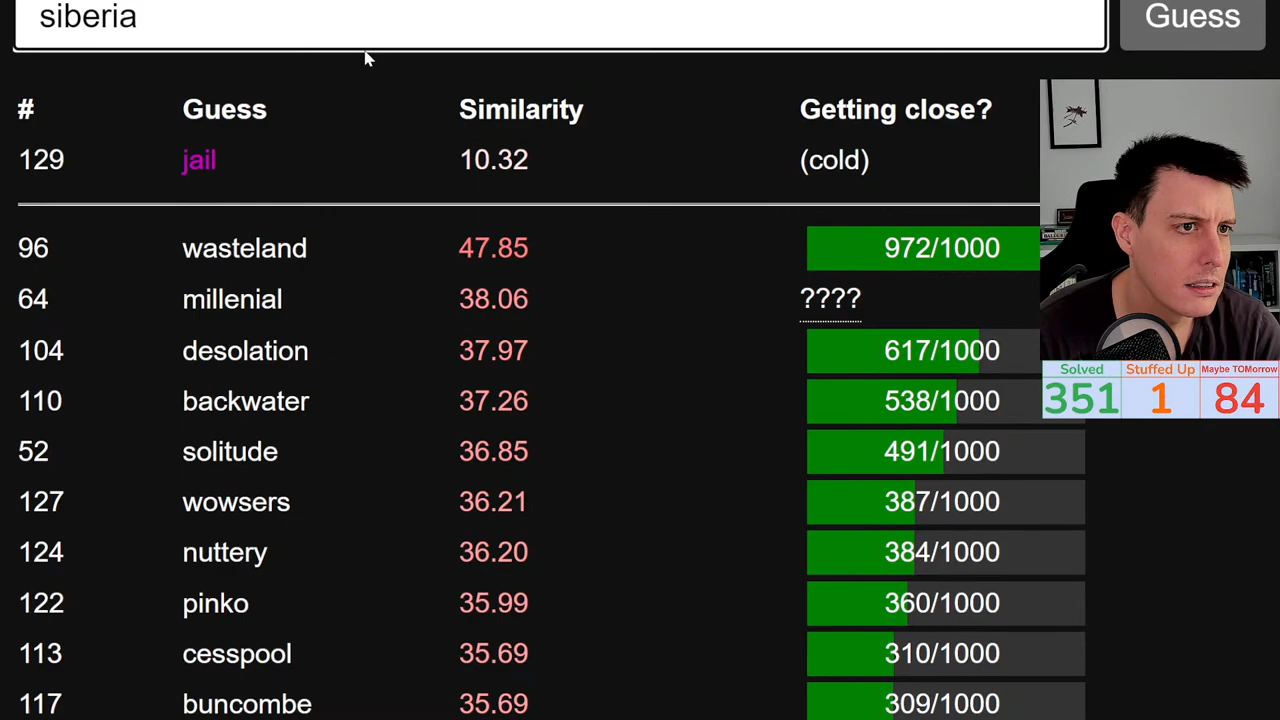 siberia Guess
# Guess Similarity Getting close?
129 jail 10.32 (cold)
96 wasteland 47.85 972/1000
64 millenial 38.06 ????
104 desolation 37.97 617/1000
Solved Stuffed Up Maybe TOMorrow
351 1 84
110 backwater 37.26 538/1000
52 solitude 36.85 491/1000
127 wowsers 36.21 387/1000
124 nuttery 36.20 384/1000
122 pinko 35.99 360/1000
113 cesspool 35.69 310/1000
117 buncombe 35.69 309/1000